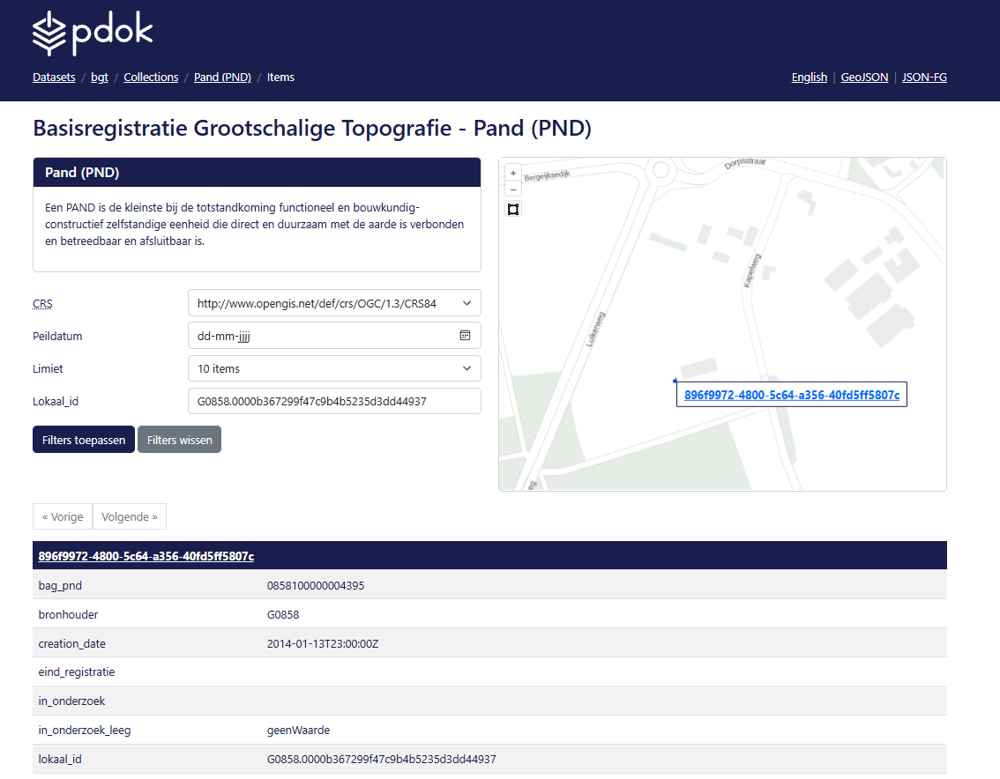 pdok
Datasets / bgt / Collections / Pand (PND) / Items
English | GeoJSON | JSON-FG
Basisregistratie Grootschalige Topografie - Pand (PND)
Pand (PND)
Een PAND is de kleinste bij de totstandkoming functioneel en bouwkundig-
constructief zelfstandige eenheid die direct en duurzaam met de aarde is verbonden
en betreedbaar en afsluitbaar is.
CRS
http://www.opengis.net/def/crs/OGC/1.3/CRS84
Peildatum
dd-mm-jjjj
Limiet
10 items
Lokaal_id
G0858.0000b367299f47c9b4b5235d3dd44937
Filters toepassen
Filters wissen
+
−
Bergeijksedijk
Dorpsstraat
Kapelweg
Luikerweg
896f9972-4800-5c64-a356-40fd5ff5807c
eg
« Vorige
Volgende »
896f9972-4800-5c64-a356-40fd5ff5807c
bag_pnd 0858100000004395
bronhouder G0858
creation_date 2014-01-13T23:00:00Z
eind_registratie
in_onderzoek
in_onderzoek_leeg geenWaarde
lokaal_id G0858.0000b367299f47c9b4b5235d3dd44937